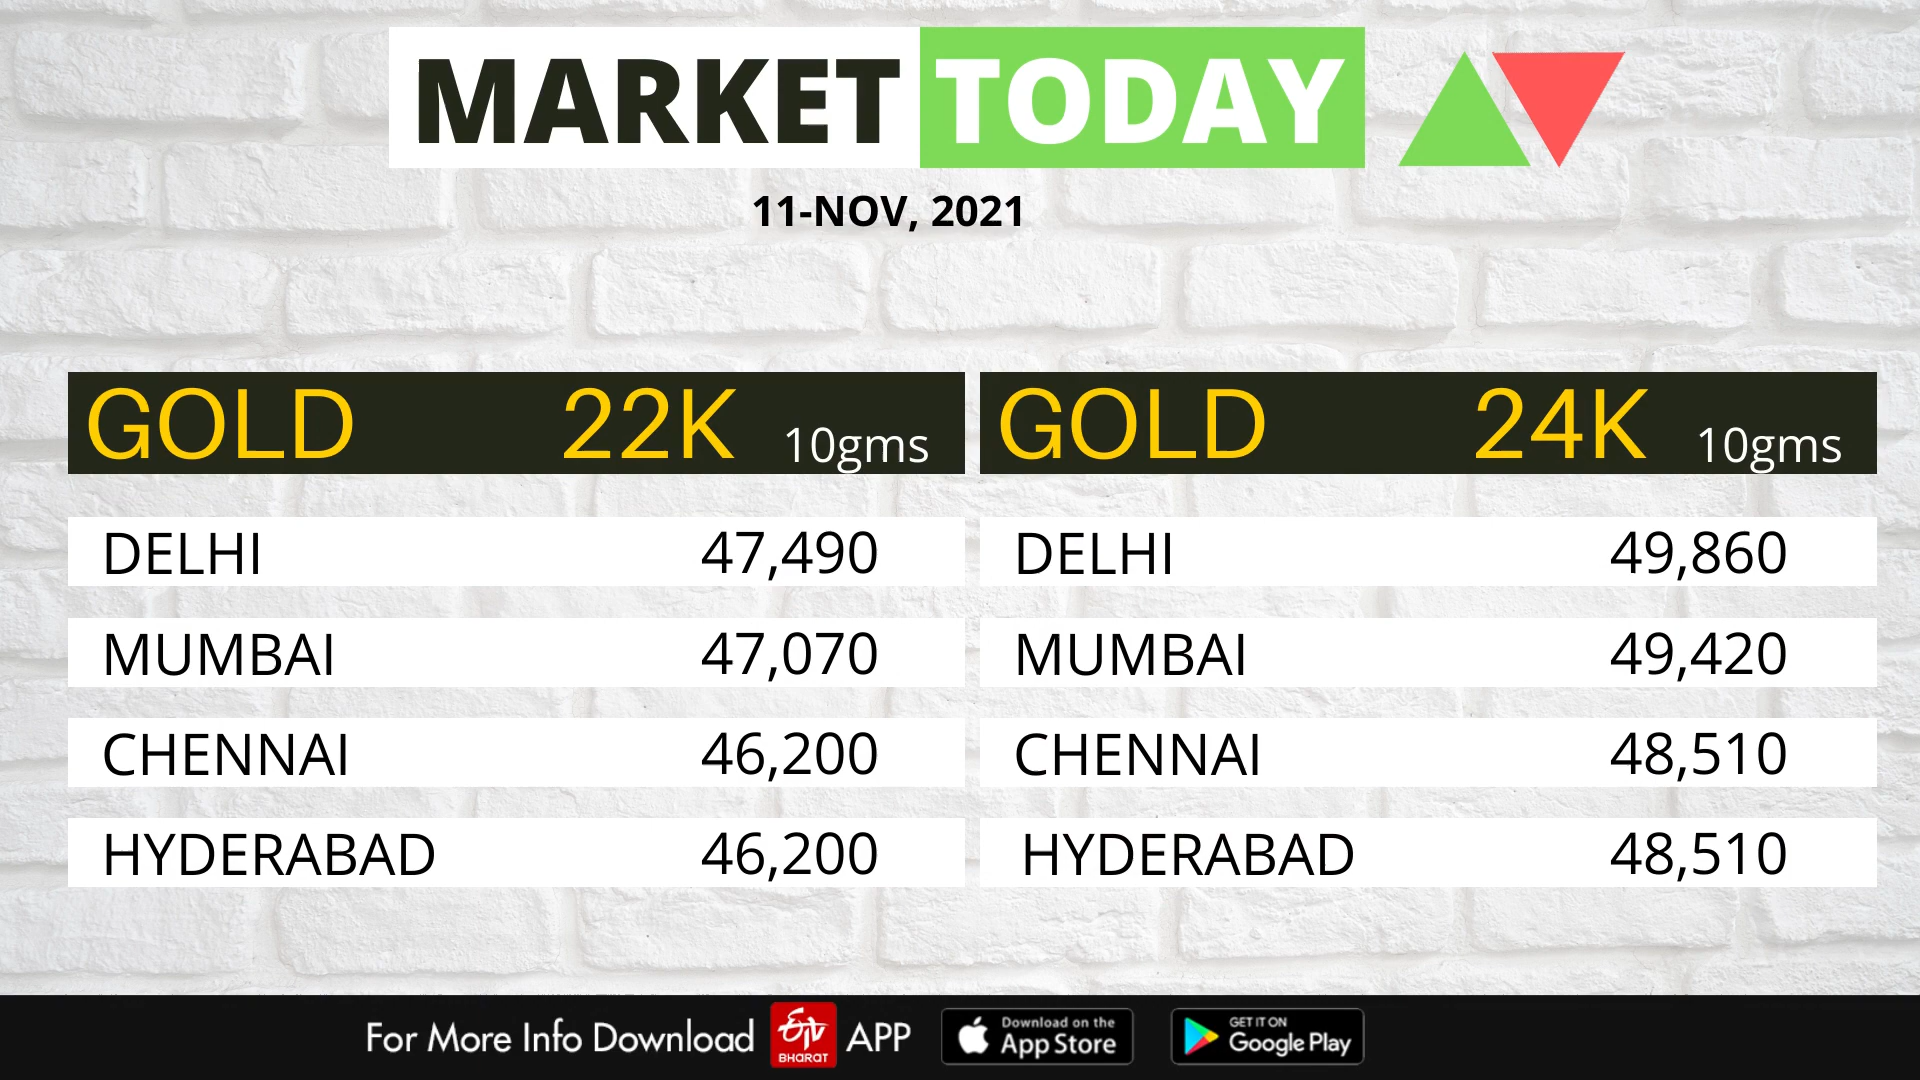 MARKET TODAY
11-NOV, 2021
GOLD 22K 10gms
DELHI 47,490
MUMBAI 47,070
CHENNAI 46,200
HYDERABAD 46,200
GOLD 24K 10gms
DELHI 49,860
MUMBAI 49,420
CHENNAI 48,510
HYDERABAD 48,510
For More Info Download ETV BHARAT APP
Download on the
App Store
GET IT ON
Google Play